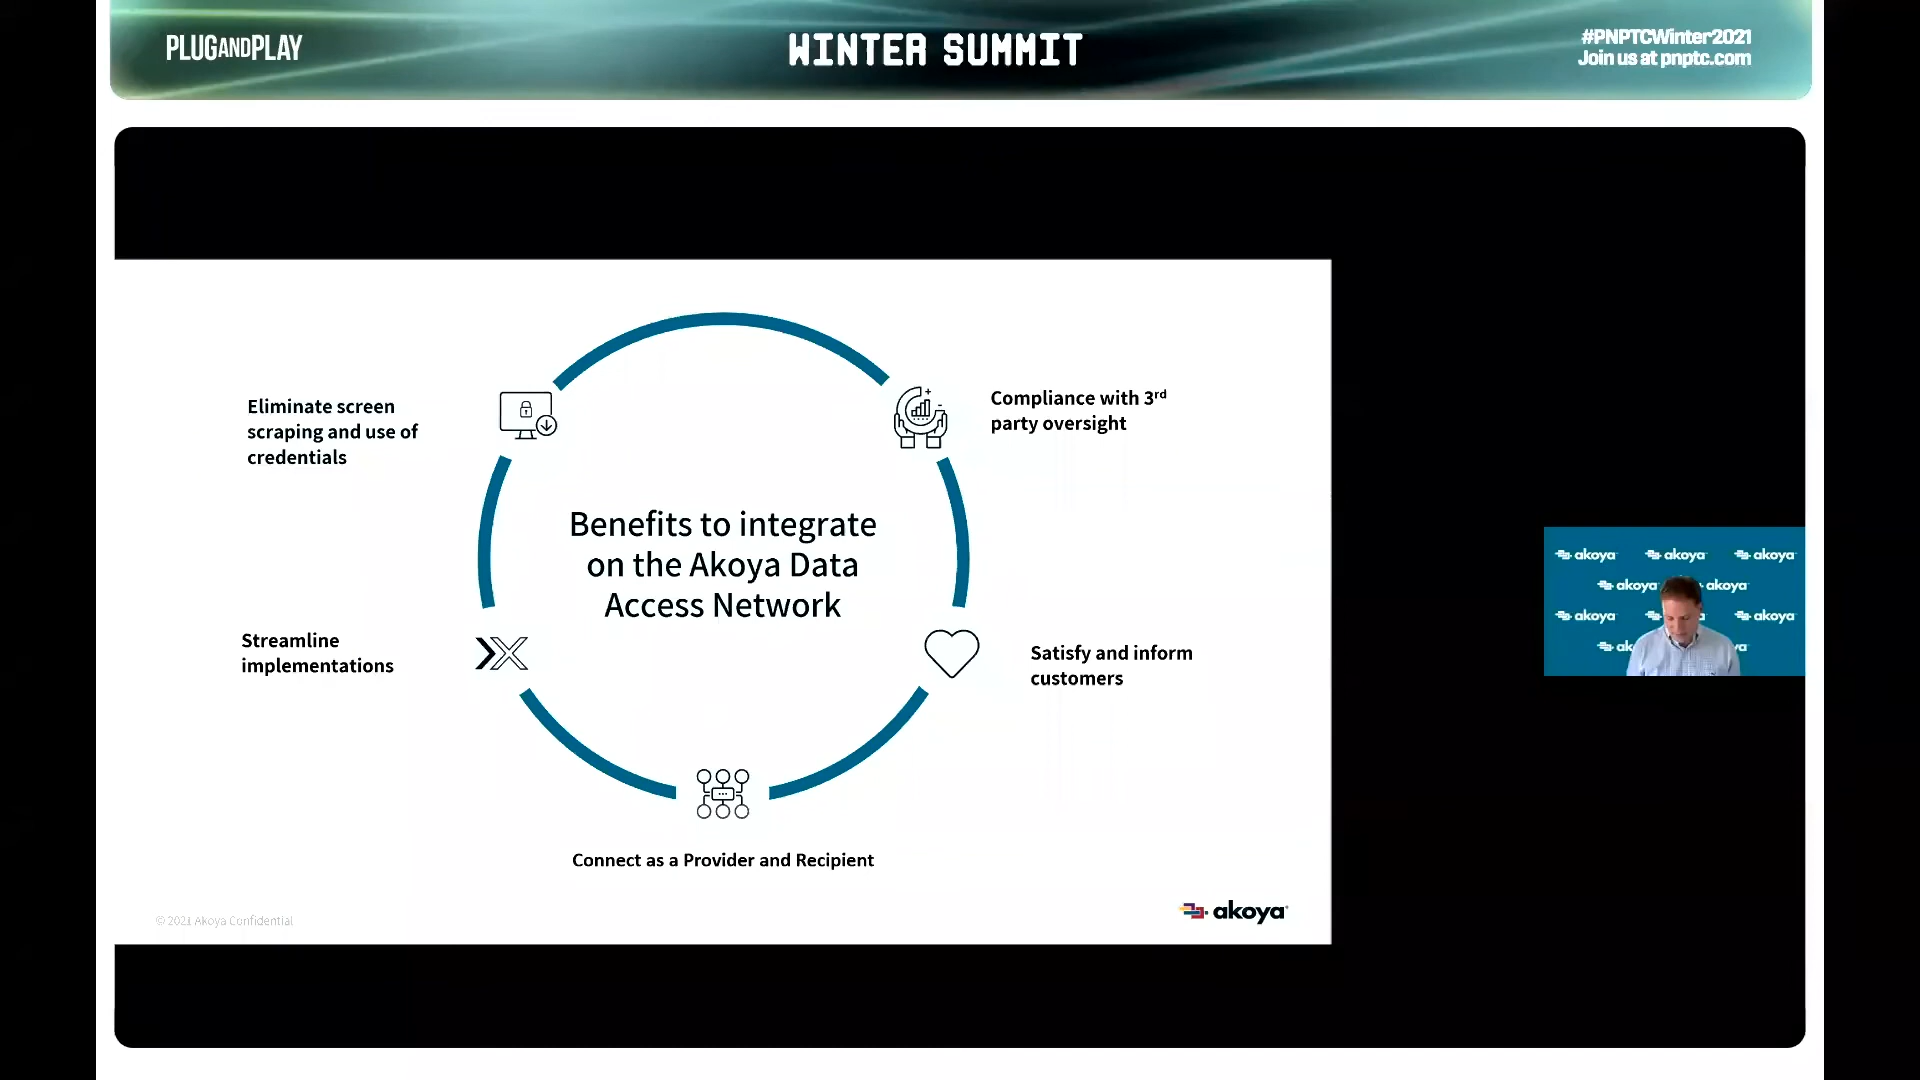 PLUGANDPLAY
WINTER SUMMIT
#PNPTCWinter2021
Join us at pnptc.com
Eliminate screen
scraping and use of
credentials
Compliance with 3rd
party oversight
Benefits to integrate
on the Akoya Data
Access Network
Streamline
implementations
Satisfy and inform
customers
Connect as a Provider and Recipient
© 2021 Akoya Confidential
akoya
akoya akoya akoya
akoya akoya
akoya akoya